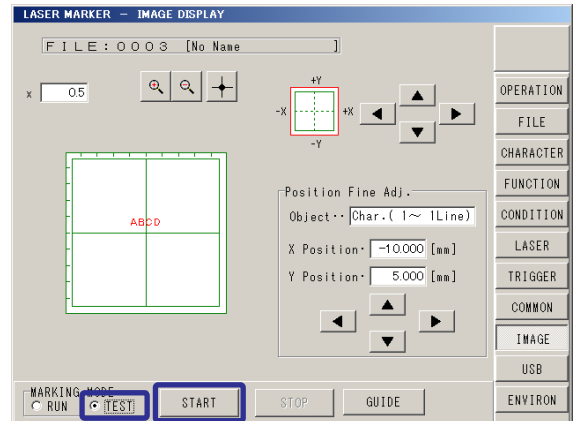 LASER MARKER － IMAGE DISPLAY
FILE:0003 [No Name ]
x 0.5
+Y
-X +X
-Y
ABCD
Position Fine Adj.
Object‥ Char.( 1～ 1Line)
X Position･ -10.000 [mm]
Y Position･ 5.000 [mm]
OPERATION
FILE
CHARACTER
FUNCTION
CONDITION
LASER
TRIGGER
COMMON
IMAGE
USB
ENVIRON
MARKING MODE
RUN TEST START STOP GUIDE